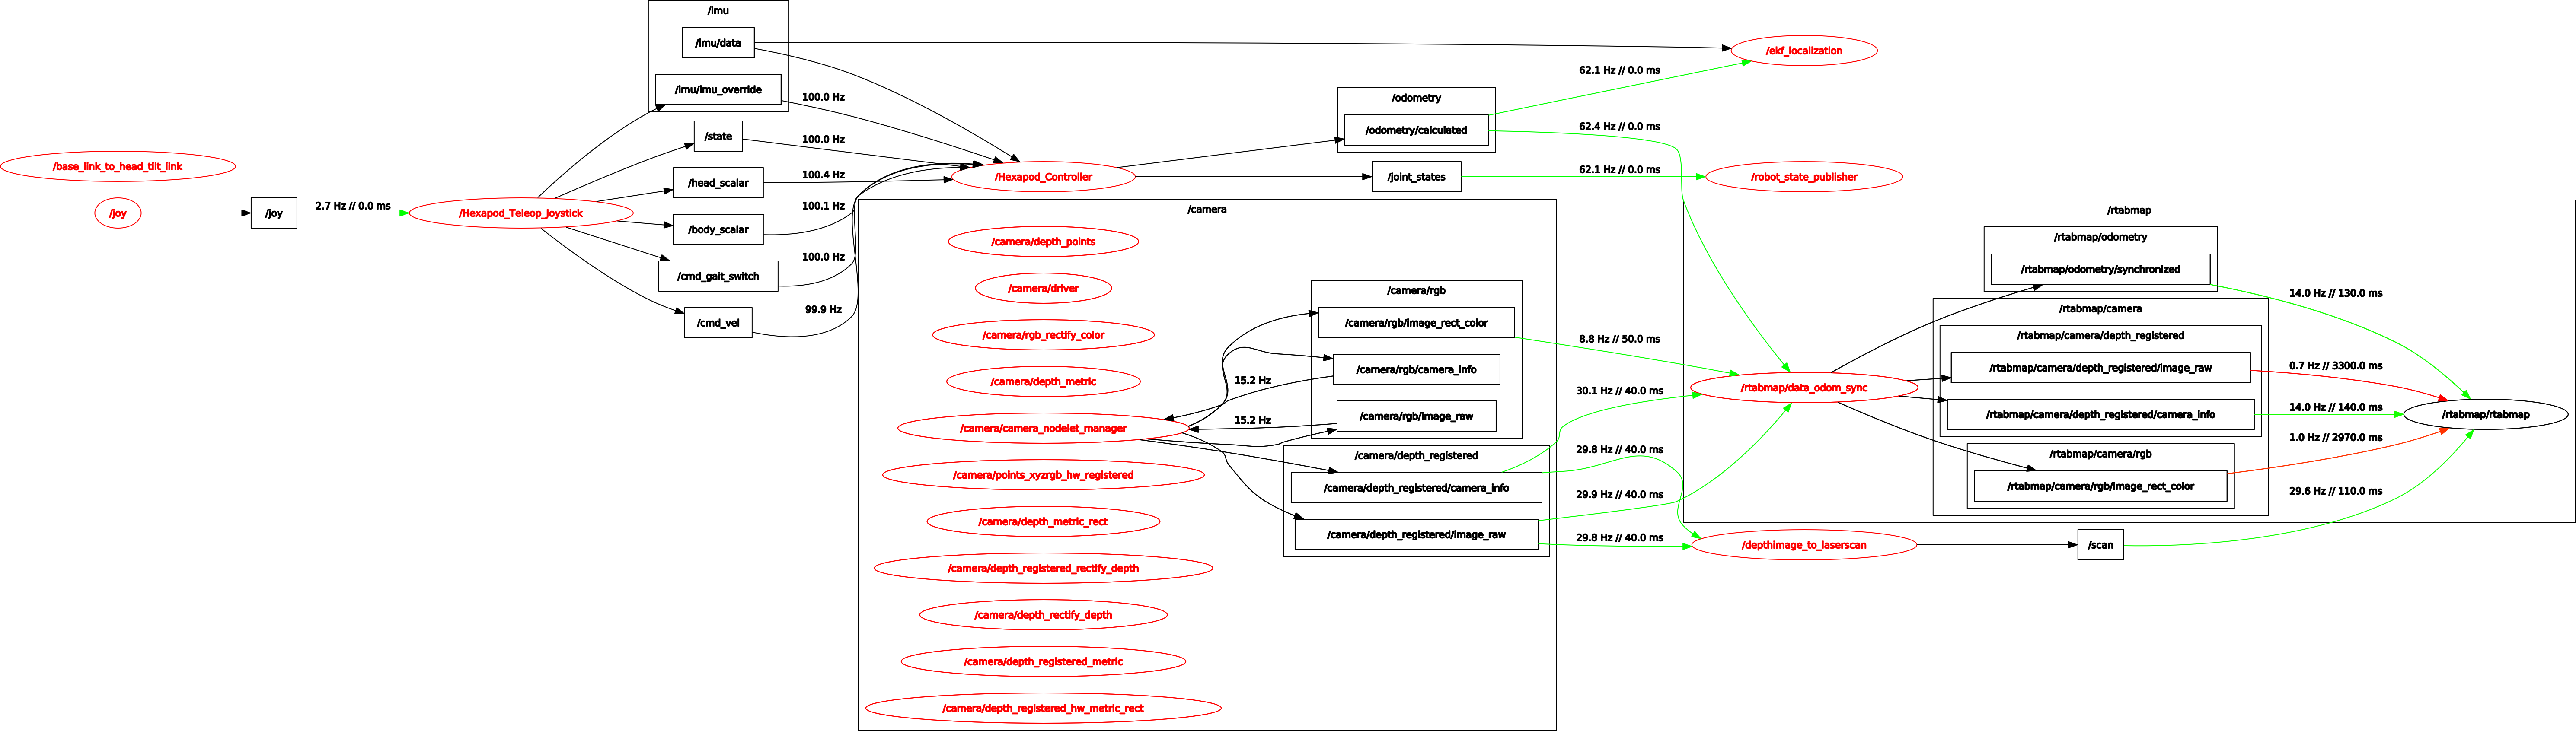 /base_link_to_head_tilt_link
/joy
/joy
2.7 Hz // 0.0 ms
/Hexapod_Teleop_Joystick
/imu
/imu/data
/imu/imu_override
/state
/head_scalar
/body_scalar
/cmd_gait_switch
/cmd_vel
100.0 Hz
100.0 Hz
100.4 Hz
100.1 Hz
100.0 Hz
99.9 Hz
/Hexapod_Controller
/odometry
/odometry/calculated
/joint_states
62.1 Hz // 0.0 ms
62.4 Hz // 0.0 ms
62.1 Hz // 0.0 ms
/ekf_localization
/robot_state_publisher
/camera
/camera/depth_points
/camera/driver
/camera/rgb_rectify_color
/camera/depth_metric
/camera/camera_nodelet_manager
/camera/points_xyzrgb_hw_registered
/camera/depth_metric_rect
/camera/depth_registered_rectify_depth
/camera/depth_rectify_depth
/camera/depth_registered_metric
/camera/depth_registered_hw_metric_rect
15.2 Hz
15.2 Hz
/camera/rgb
/camera/rgb/image_rect_color
/camera/rgb/camera_info
/camera/rgb/image_raw
/camera/depth_registered
/camera/depth_registered/camera_info
/camera/depth_registered/image_raw
8.8 Hz // 50.0 ms
30.1 Hz // 40.0 ms
29.8 Hz // 40.0 ms
29.9 Hz // 40.0 ms
29.8 Hz // 40.0 ms
/rtabmap
/rtabmap/data_odom_sync
/depthimage_to_laserscan
/rtabmap/odometry
/rtabmap/odometry/synchronized
/rtabmap/camera
/rtabmap/camera/depth_registered
/rtabmap/camera/depth_registered/image_raw
/rtabmap/camera/depth_registered/camera_info
/rtabmap/camera/rgb
/rtabmap/camera/rgb/image_rect_color
/scan
14.0 Hz // 130.0 ms
0.7 Hz // 3300.0 ms
14.0 Hz // 140.0 ms
1.0 Hz // 2970.0 ms
29.6 Hz // 110.0 ms
/rtabmap/rtabmap